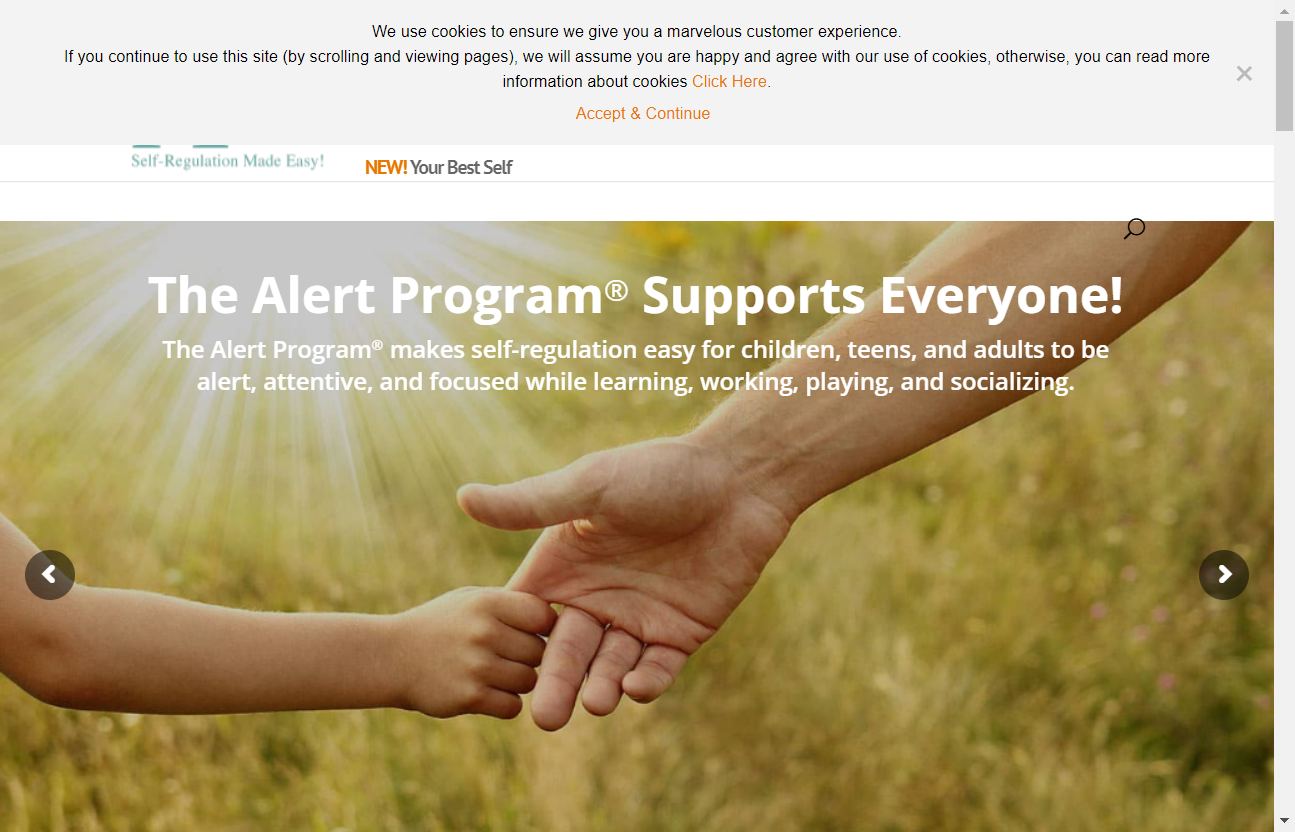 We use cookies to ensure we give you a marvelous customer experience.
If you continue to use this site (by scrolling and viewing pages), we will assume you are happy and agree with our use of cookies, otherwise, you can read more
information about cookies Click Here.
Accept & Continue
Self-Regulation Made Easy!
NEW! Your Best Self
The Alert Program® Supports Everyone!
The Alert Program® makes self-regulation easy for children, teens, and adults to be
alert, attentive, and focused while learning, working, playing, and socializing.